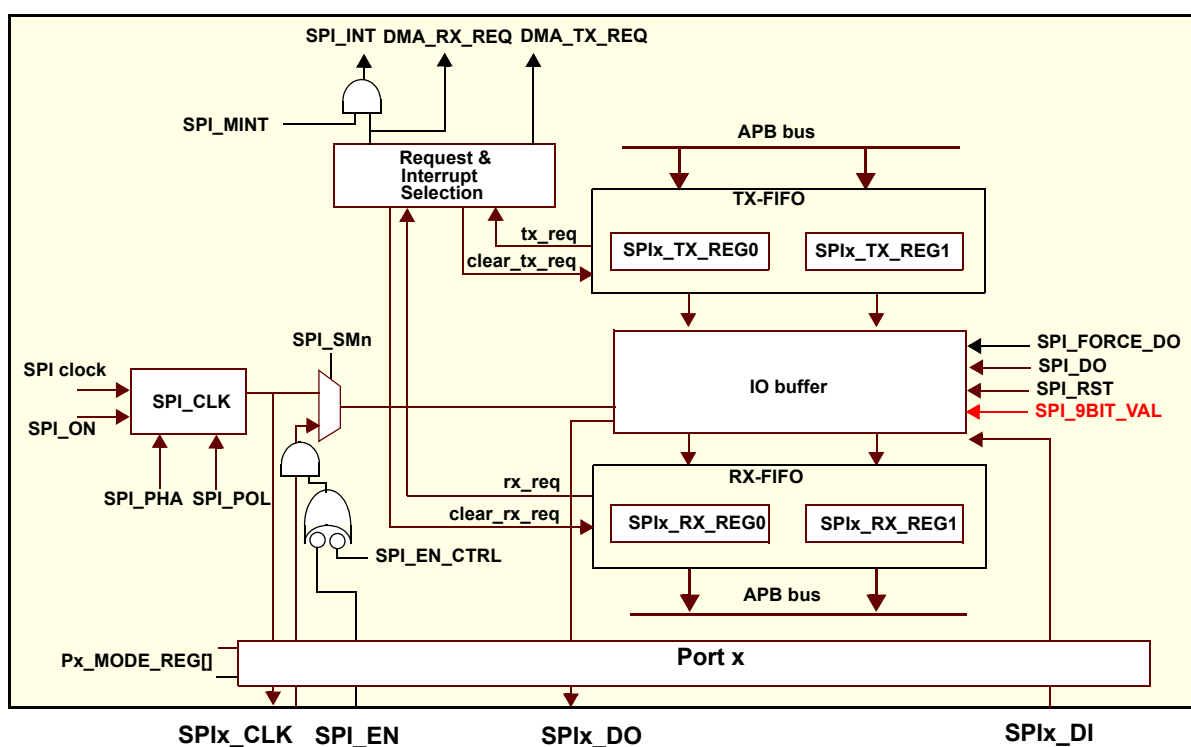 SPI_INT DMA_RX_REQ DMA_TX_REQ
SPI_MINT
APB bus
Request &
Interrupt
Selection
TX-FIFO
tx_req
SPIx_TX_REG0
SPIx_TX_REG1
clear_tx_req
SPI_SMn
SPI_FORCE_DO
SPI clock
SPI_DO
IO buffer
SPI_CLK
SPI_RST
SPI_9BIT_VAL
SPI_ON
RX-FIFO
rx_req
SPI_PHA SPI_POL
clear_rx_req
SPIx_RX_REG0
SPIx_RX_REG1
SPI_EN_CTRL
APB bus
Px_MODE_REG[]
Port x
SPIx_CLK SPI_EN
SPIx_DO
SPIx_DI